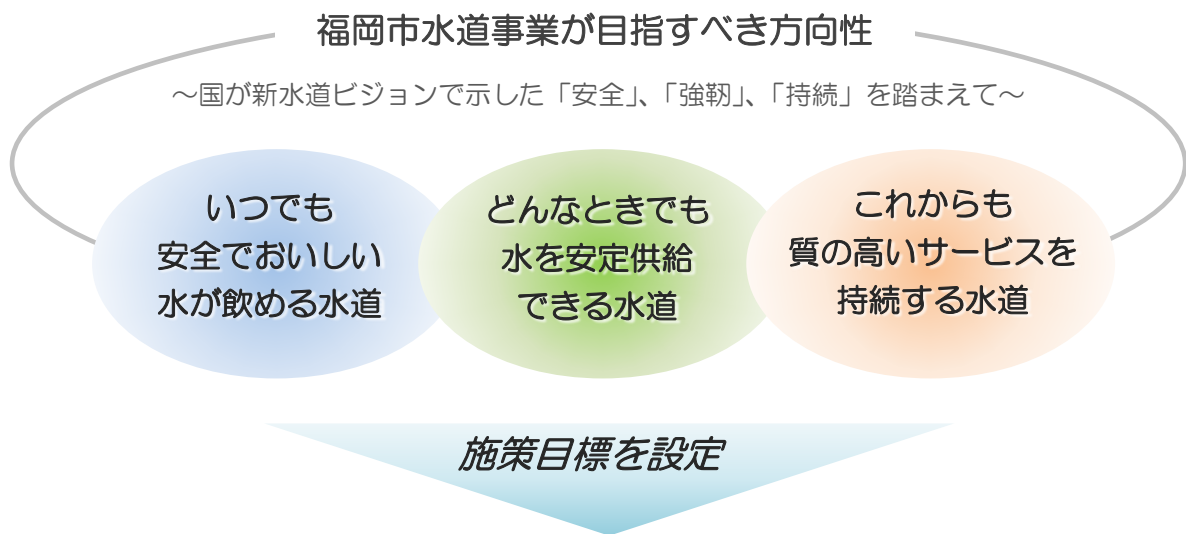 福岡市水道事業が目指すべき方向性
～国が新水道ビジョンで示した「安全」、「強靭」、「持続」を踏まえて～
いつでも
安全でおいしい
水が飲める水道
どんなときでも
水を安定供給
できる水道
これからも
質の高いサービスを
持続する水道
施策目標を設定